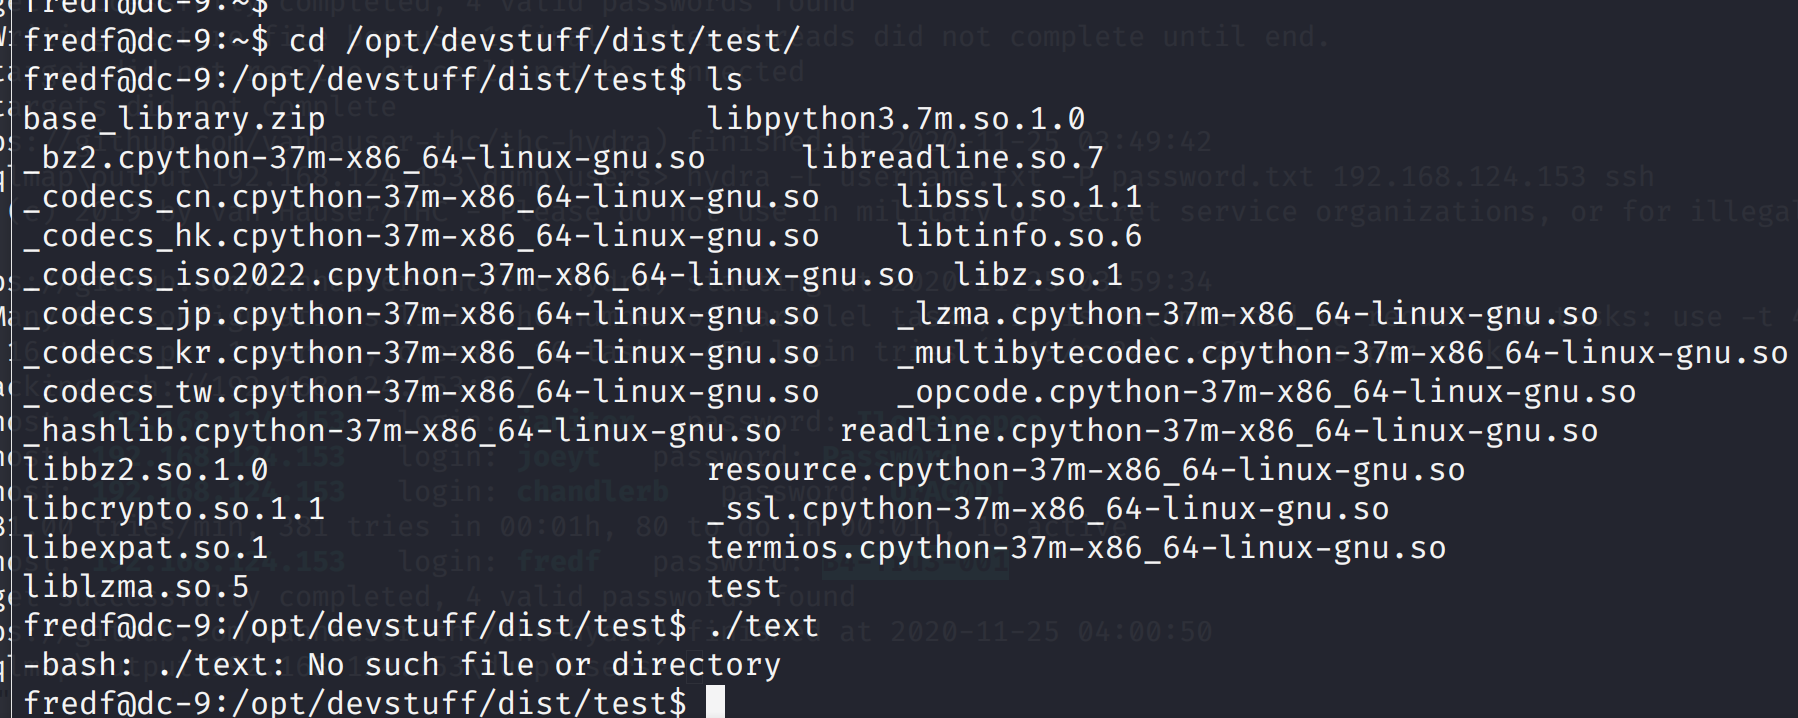 fredf@dc-9:~$
fredf@dc-9:~$ cd /opt/devstuff/dist/test/
fredf@dc-9:/opt/devstuff/dist/test$ ls
base_library.zip libpython3.7m.so.1.0
_bz2.cpython-37m-x86_64-linux-gnu.so libreadline.so.7
_codecs_cn.cpython-37m-x86_64-linux-gnu.so libssl.so.1.1
_codecs_hk.cpython-37m-x86_64-linux-gnu.so libtinfo.so.6
_codecs_iso2022.cpython-37m-x86_64-linux-gnu.so libz.so.1
_codecs_jp.cpython-37m-x86_64-linux-gnu.so _lzma.cpython-37m-x86_64-linux-gnu.so
_codecs_kr.cpython-37m-x86_64-linux-gnu.so _multibytecodec.cpython-37m-x86_64-linux-gnu.so
_codecs_tw.cpython-37m-x86_64-linux-gnu.so _opcode.cpython-37m-x86_64-linux-gnu.so
_hashlib.cpython-37m-x86_64-linux-gnu.so readline.cpython-37m-x86_64-linux-gnu.so
libbz2.so.1.0 resource.cpython-37m-x86_64-linux-gnu.so
libcrypto.so.1.1 _ssl.cpython-37m-x86_64-linux-gnu.so
libexpat.so.1 termios.cpython-37m-x86_64-linux-gnu.so
liblzma.so.5 test
fredf@dc-9:/opt/devstuff/dist/test$ ./text
-bash: ./text: No such file or directory
fredf@dc-9:/opt/devstuff/dist/test$